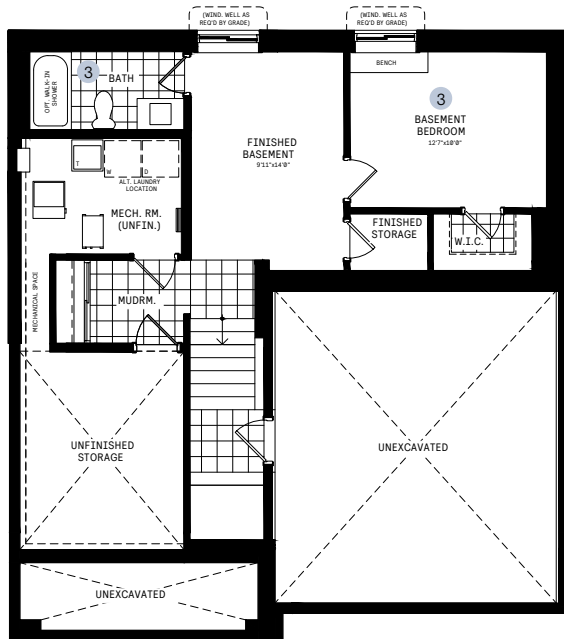 (WIND. WELL AS
REQ'D BY GRADE)
(WIND. WELL AS
REQ'D BY GRADE)
OPT. WALK-IN
SHOWER
3
BATH
BENCH
3
BASEMENT
BEDROOM
12'7"x10'0"
FINISHED
BASEMENT
9'11"x14'0"
T
W
D
ALT. LAUNDRY
LOCATION
MECH. RM.
(UNFIN.)
FINISHED
STORAGE
W.I.C.
MECHANICAL SPACE
MUDRM.
UNFINISHED
STORAGE
UNEXCAVATED
UNEXCAVATED